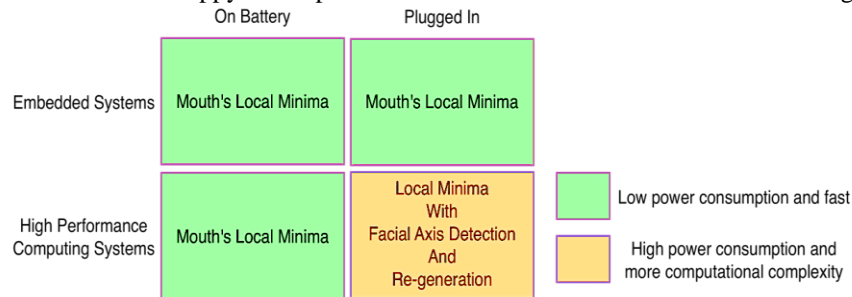 On Battery
Plugged In
Embedded Systems
Mouth's Local Minima
Mouth's Local Minima
High Performance
Computing Systems
Mouth's Local Minima
Local Minima
With
Facial Axis Detection
And
Re-generation
Low power consumption and fast
High power consumption and
more computational complexity